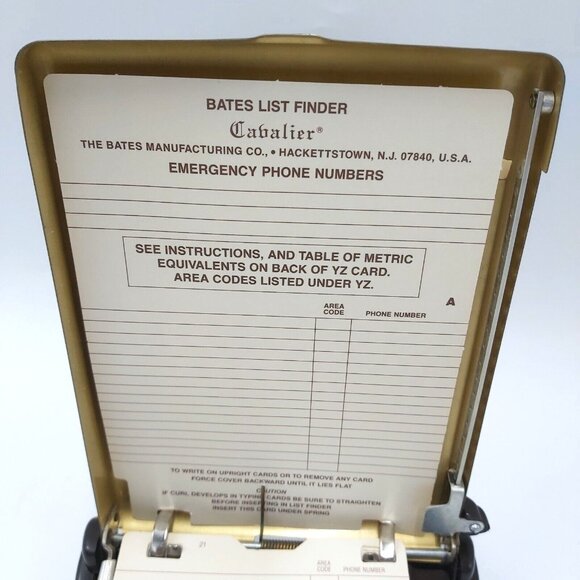 BATES LIST FINDER
Cavalier®
THE BATES MANUFACTURING CO., • HACKETTSTOWN, N.J. 07840, U.S.A.
EMERGENCY PHONE NUMBERS
SEE INSTRUCTIONS, AND TABLE OF METRIC
EQUIVALENTS ON BACK OF YZ CARD.
AREA CODES LISTED UNDER YZ.
A
AREA
CODE PHONE NUMBER
TO WRITE ON UPRIGHT CARDS OR TO REMOVE ANY CARD
FORCE COVER BACKWARD UNTIL IT LIES FLAT
CAUTION
IF CURL DEVELOPS IN TYPING CARDS BE SURE TO STRAIGHTEN
BEFORE INSERTING IN LIST FINDER
INSERT THIS CARD UNDER SPRING
21
AREA
CODE PHONE NUMBER